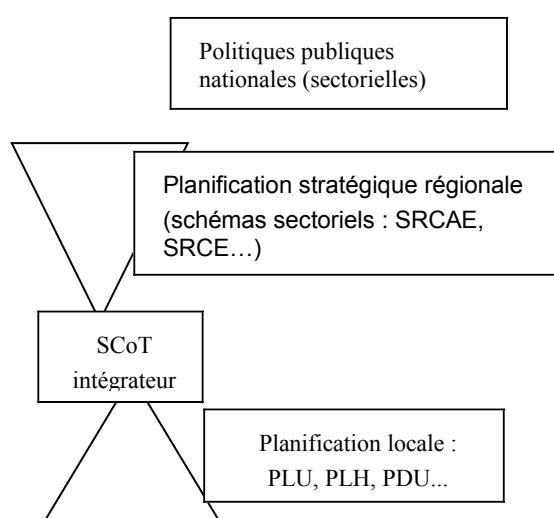 Politiques publiques
nationales (sectorielles)
Planification stratégique régionale
(schémas sectoriels : SRCAE,
SRCE…)
SCoT
intégrateur
Planification locale :
PLU, PLH, PDU...